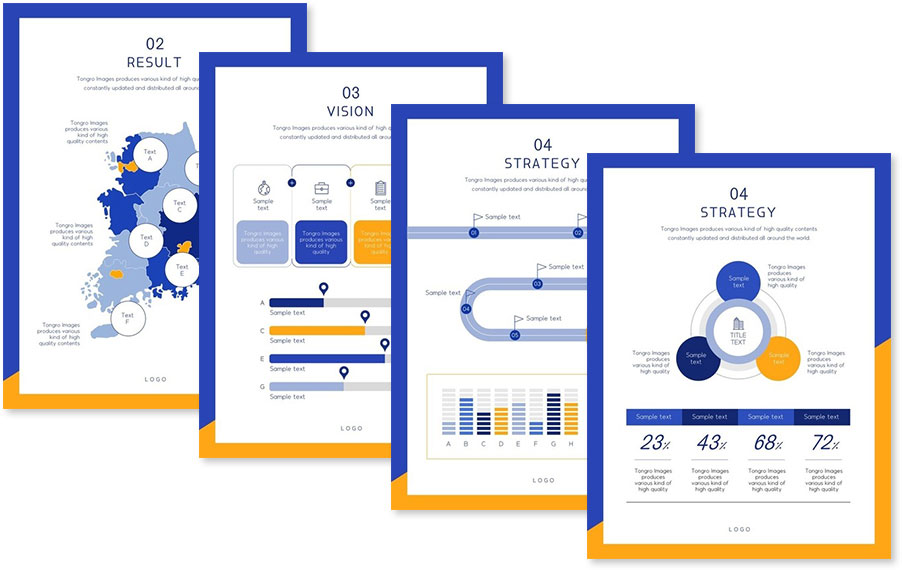 02
RESULT
Tongro Images produces various kind of high qu
constantly updated and distributed all aroun
Tongro Images
produces various
kind of high
quality contents
Text
A
Te
Text
C
Tongro Images
produces various
kind of high
quality contents
Text
D
Text
E
Tongro Images
produces various
kind of high
quality contents
Text
F
LOGO
03
VISION
Tongro Images produces various kind of high q
constantly updated and distributed all aro
Sample
text
Sample
text
Sample
text
Tongro Images
produces various
kind of high
quality
Tongro Images
produces various
kind of high
quality
Tongro Images
produces various
kind of high
quality
A
Sample text
C
Sample text
E
Sample text
G
Sample text
LOGO
04
STRATEGY
Tongro Images produces various kind of high qu
constantly updated and distributed all around
Sample text
01
02
Sample text
03
Sample text
04
Sample text
05
A B C D E F G H
LOGO
04
STRATEGY
Tongro Images produces various kind of high quality contents
constantly updated and distributed all around the world
Sample
text
Tongro Images
produces various
kind of high
quality
TITLE
TEXT
Tongro Images
produces various
kind of high
quality
Sample
text
Sample
text
Tongro Images
produces various
kind of high
quality
Sample text Sample text Sample text Sample text
23% 43% 68% 72%
Tongro Images
produces
various kind of
high quality
Tongro Images
produces
various kind of
high quality
Tongro Images
produces
various kind of
high quality
Tongro Images
produces
various kind of
high quality
LOGO